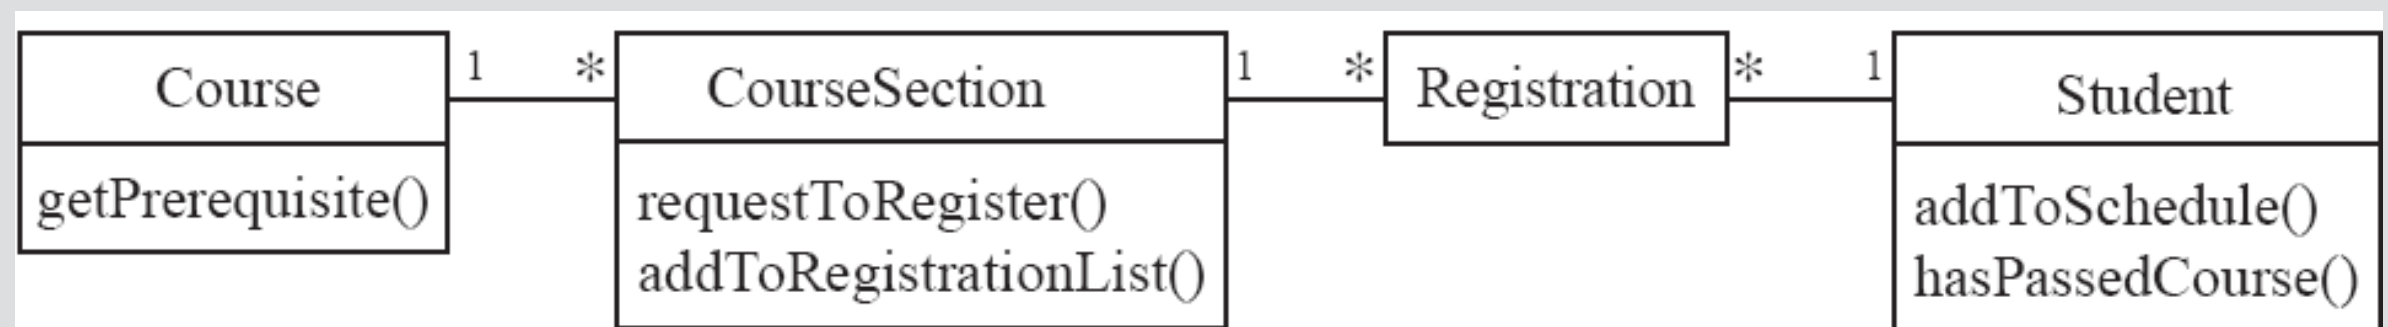 Course
getPrerequisite()
1 *
CourseSection
requestToRegister()
addToRegistrationList()
1 *
Registration
* 1
Student
addToSchedule()
hasPassedCourse()